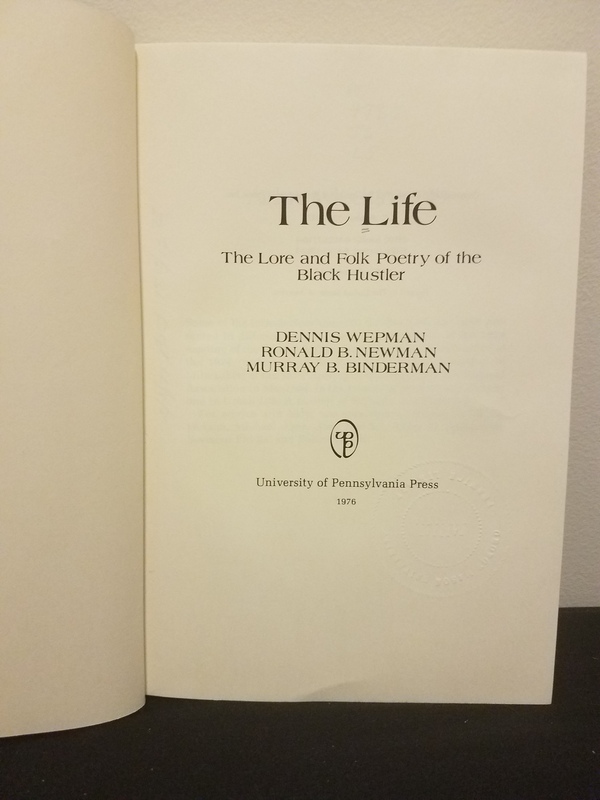 The Life
The Lore and Folk Poetry of the
Black Hustler
DENNIS WEPMAN
RONALD B. NEWMAN
MURRAY B. BINDERMAN
University of Pennsylvania Press
1976